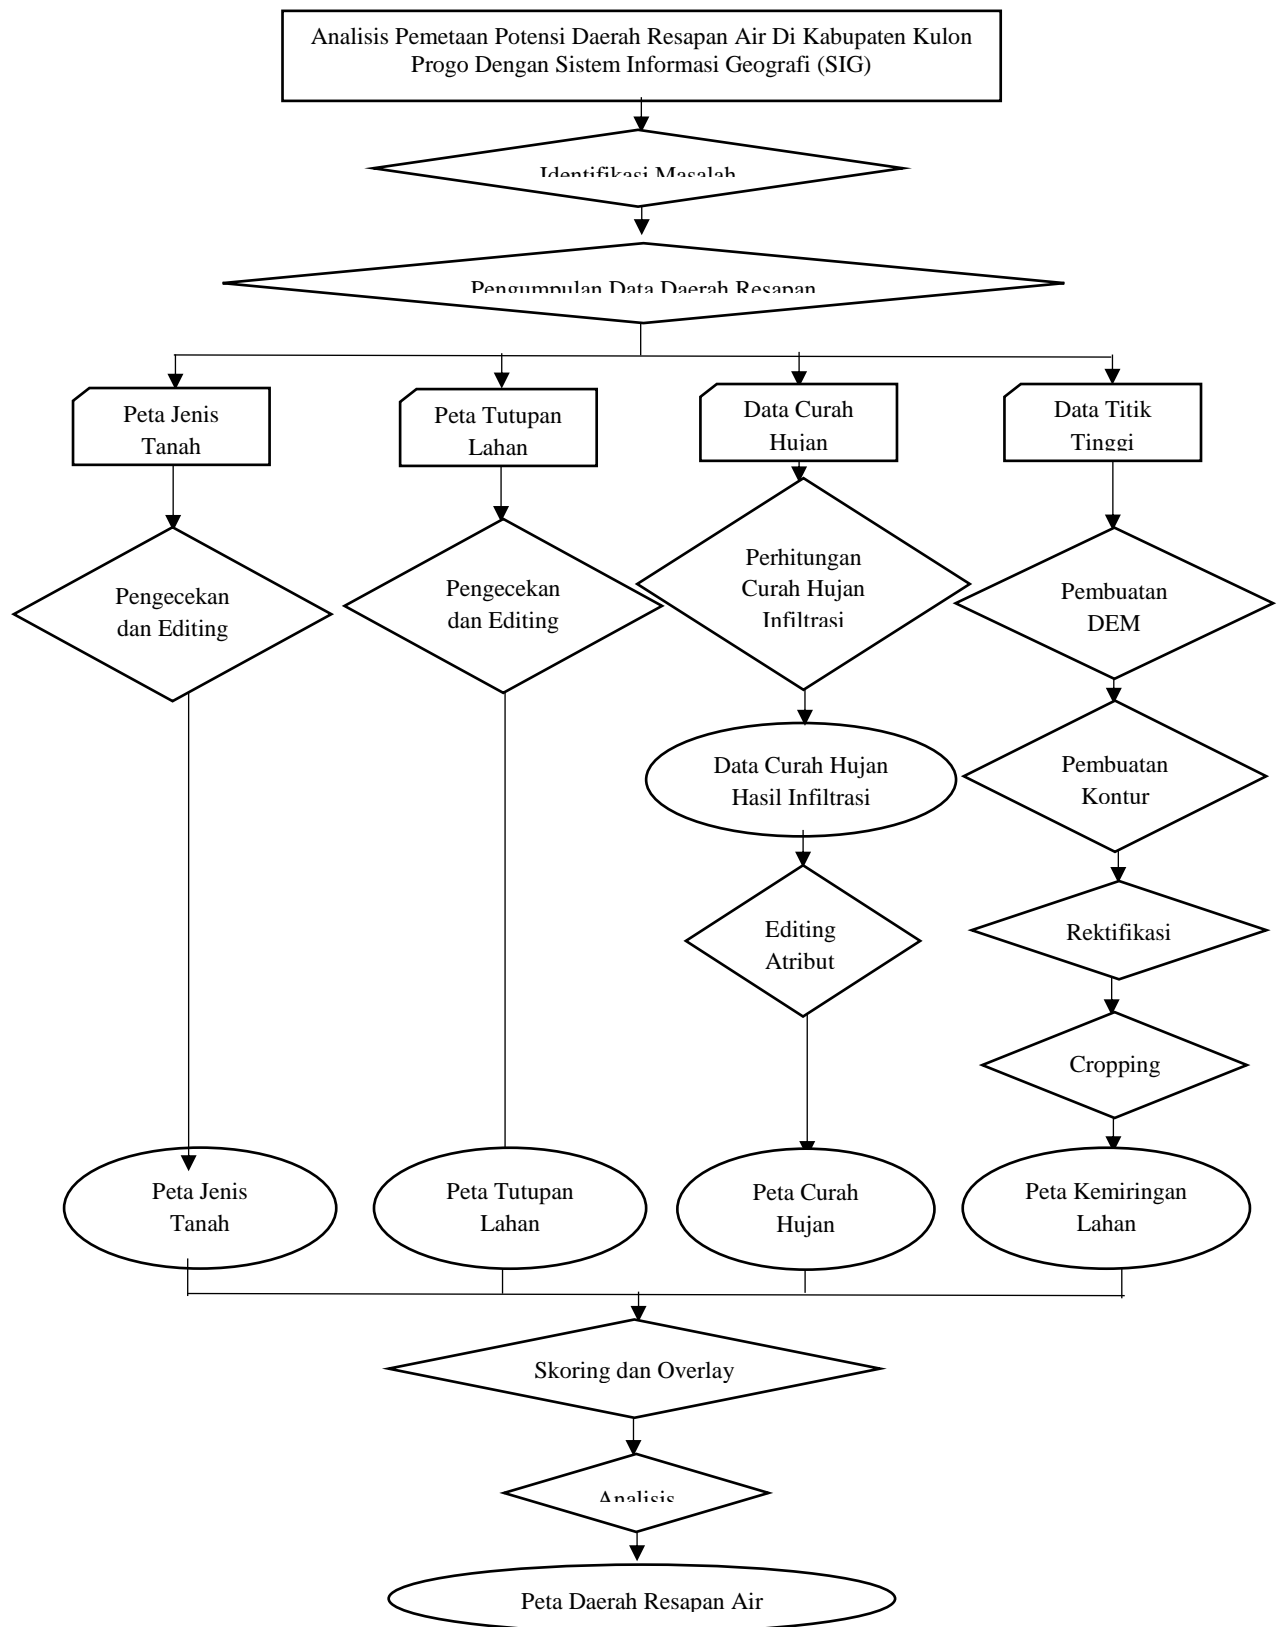 Analisis Pemetaan Potensi Daerah Resapan Air Di Kabupaten Kulon
Progo Dengan Sistem Informasi Geografi (SIG)
Identifikasi Masalah
Pengumpulan Data Daerah Resapan
Peta Jenis
Tanah
Peta Tutupan
Lahan
Data Curah
Hujan
Data Titik
Tinggi
Pengecekan
dan Editing
Pengecekan
dan Editing
Perhitungan
Curah Hujan
Infiltrasi
Pembuatan
DEM
Data Curah Hujan
Hasil Infiltrasi
Pembuatan
Kontur
Editing
Atribut
Rektifikasi
Cropping
Peta Jenis
Tanah
Peta Tutupan
Lahan
Peta Curah
Hujan
Peta Kemiringan
Lahan
Skoring dan Overlay
Analisis
Peta Daerah Resapan Air